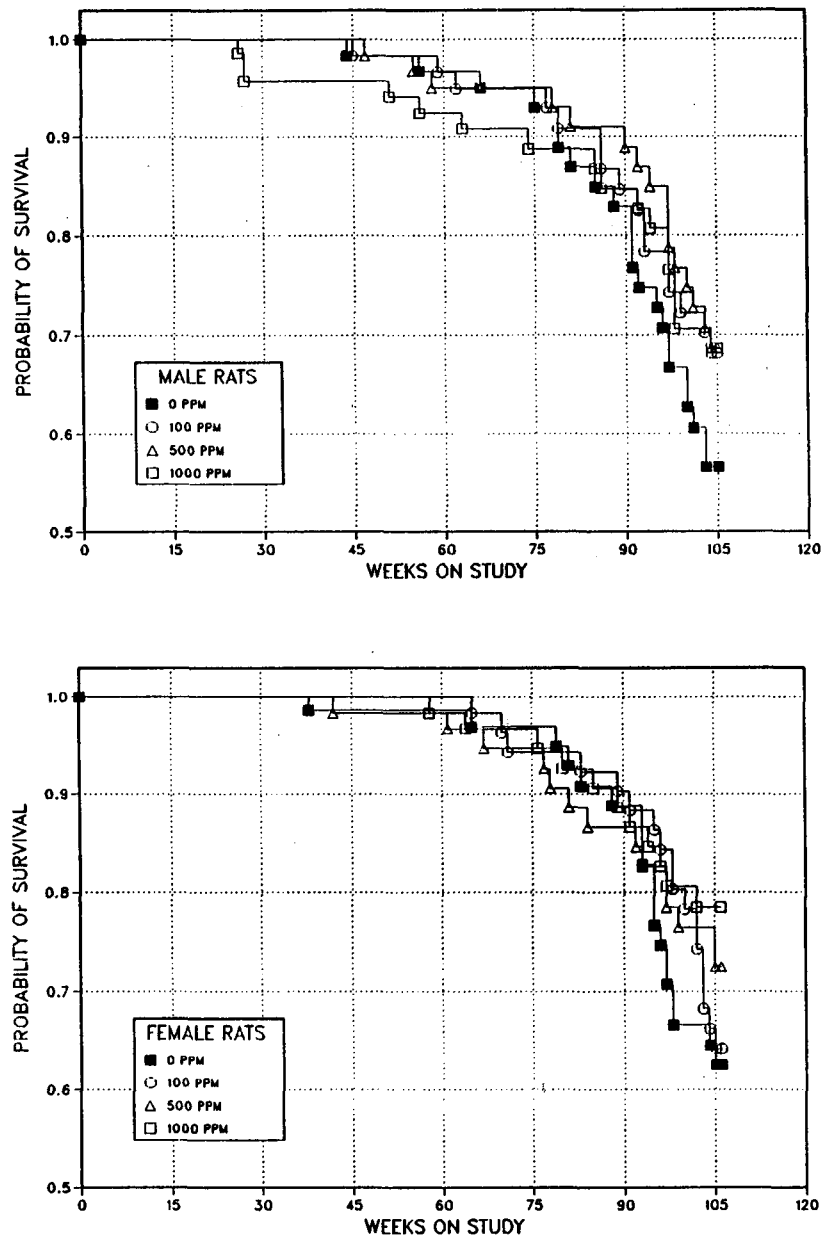 PROBABILITY OF SURVIVAL
1.0
0.9
0.8
0.7
0.6
0.5
MALE RATS
0 PPM
100 PPM
500 PPM
1000 PPM
0 15 30 45 60 75 90 105 120
WEEKS ON STUDY
PROBABILITY OF SURVIVAL
1.0
0.9
0.8
0.7
0.6
0.5
FEMALE RATS
0 PPM
100 PPM
500 PPM
1000 PPM
0 15 30 45 60 75 90 105 120
WEEKS ON STUDY